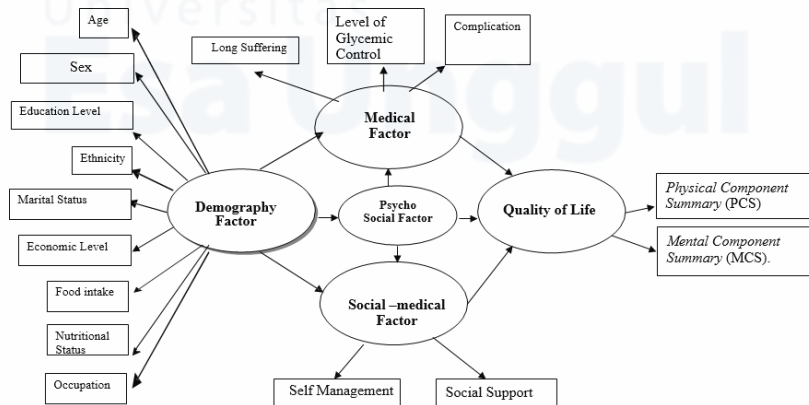 Universitas
Esa Unggul
Age
Sex
Education Level
Ethnicity
Marital Status
Economic Level
Food intake
Nutritional
Status
Occupation
Long Suffering
Level of
Glycemic
Control
Complication
Medical
Factor
Demography
Factor
Psycho
Social Factor
Quality of Life
Social –medical
Factor
Self Management
Social Support
Physical Component
Summary (PCS)
Mental Component
Summary (MCS).